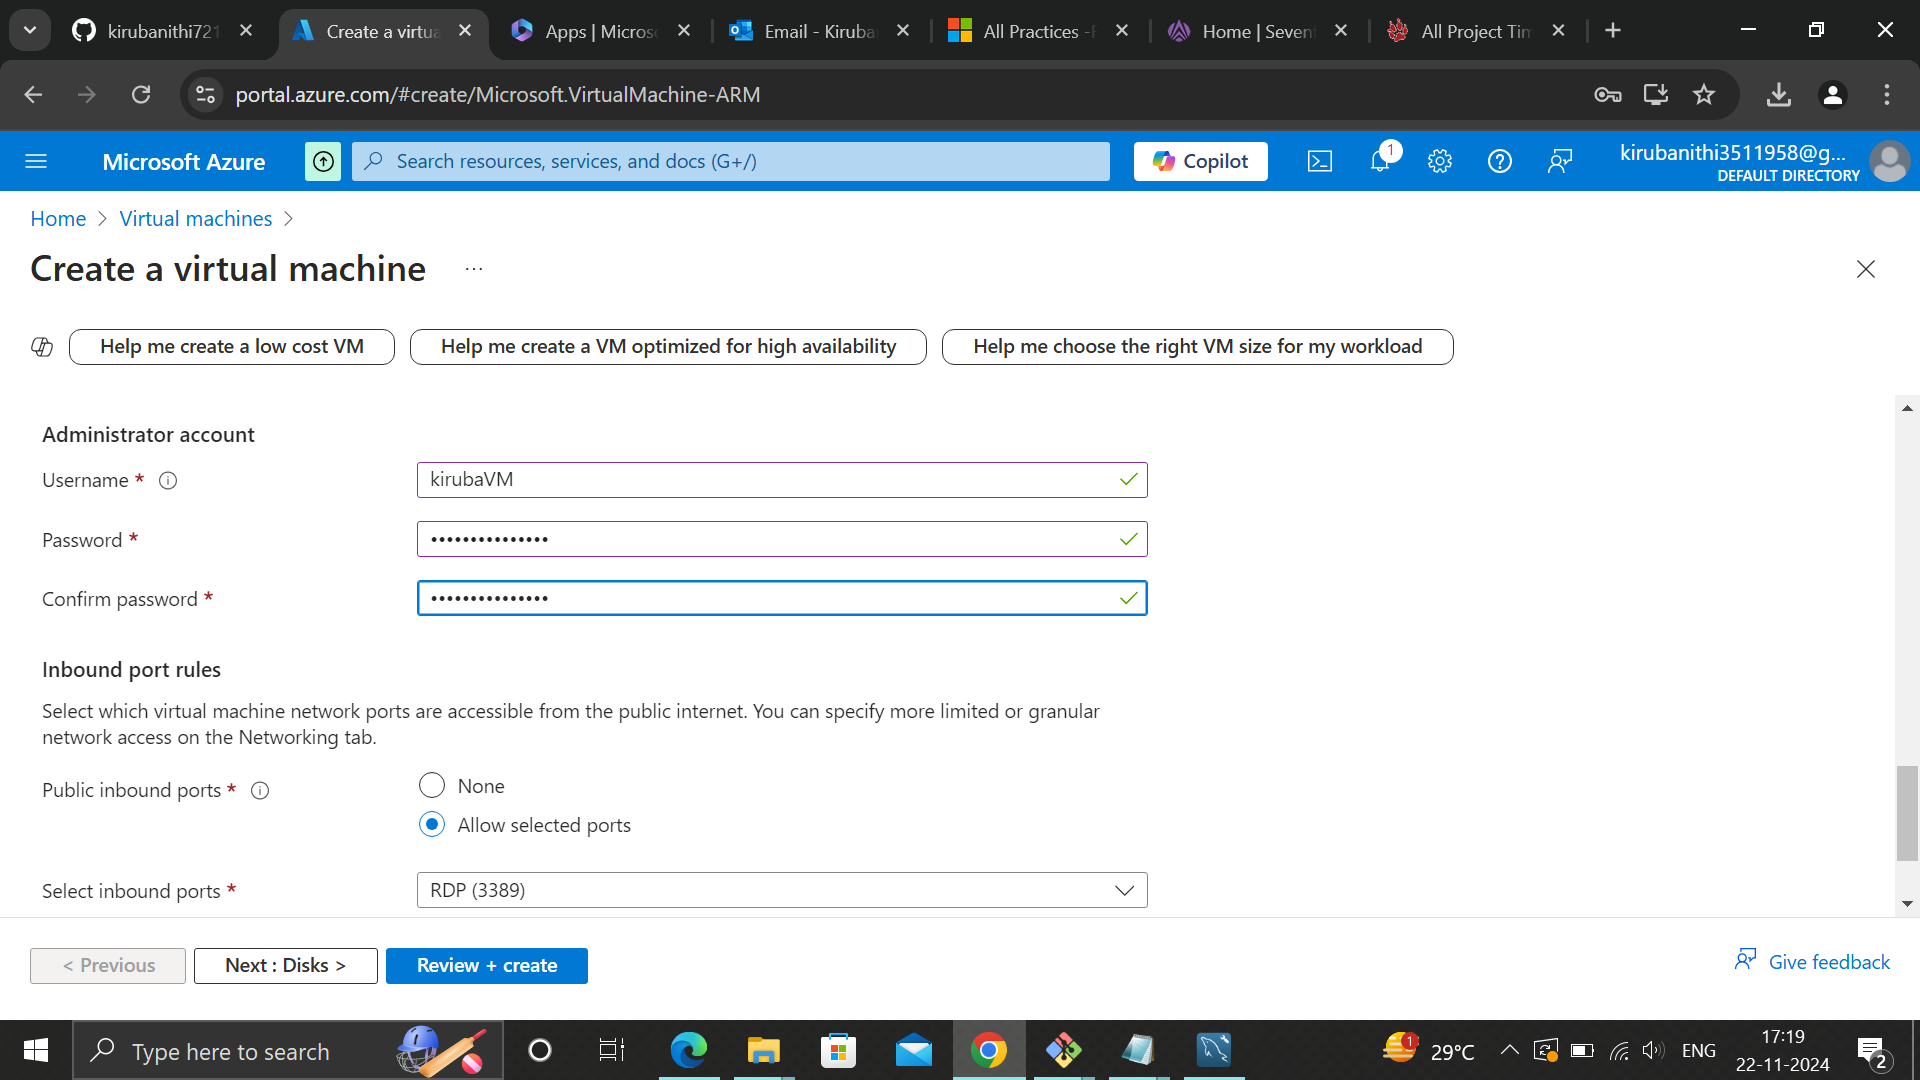 kirubanithi721
Create a virtua
Apps | Micros
Email - Kiruba
All Practices -
Home | Seven
All Project Tim
portal.azure.com/#create/Microsoft.VirtualMachine-ARM
Microsoft Azure
Search resources, services, and docs (G+/)
Copilot
1
kirubanithi3511958@g...
DEFAULT DIRECTORY
Home > Virtual machines >
Create a virtual machine ...
Help me create a low cost VM
Help me create a VM optimized for high availability
Help me choose the right VM size for my workload
Administrator account
Username *
kirubaVM
Password *
•••••••••••••••
Confirm password *
•••••••••••••••
Inbound port rules
Select which virtual machine network ports are accessible from the public internet. You can specify more limited or granular
network access on the Networking tab.
Public inbound ports *
None
Allow selected ports
Select inbound ports *
RDP (3389)
< Previous
Next : Disks >
Review + create
Give feedback
Type here to search
1
29°C
ENG
17:19
22-11-2024
2